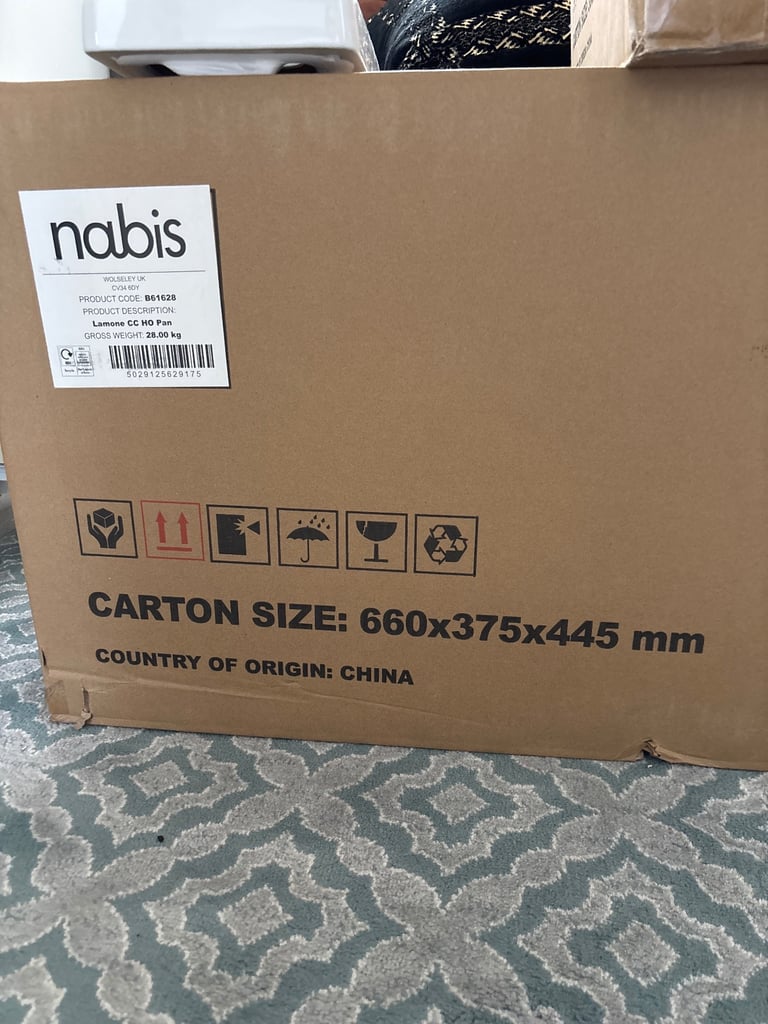 nabis
WOLSELEY UK
CV34 6DY
PRODUCT CODE: B61628
PRODUCT DESCRIPTION:
Lamone CC HO Pan
GROSS WEIGHT: 28.00 kg
5029125629175
CARTON SIZE: 660x375x445 mm
COUNTRY OF ORIGIN: CHINA